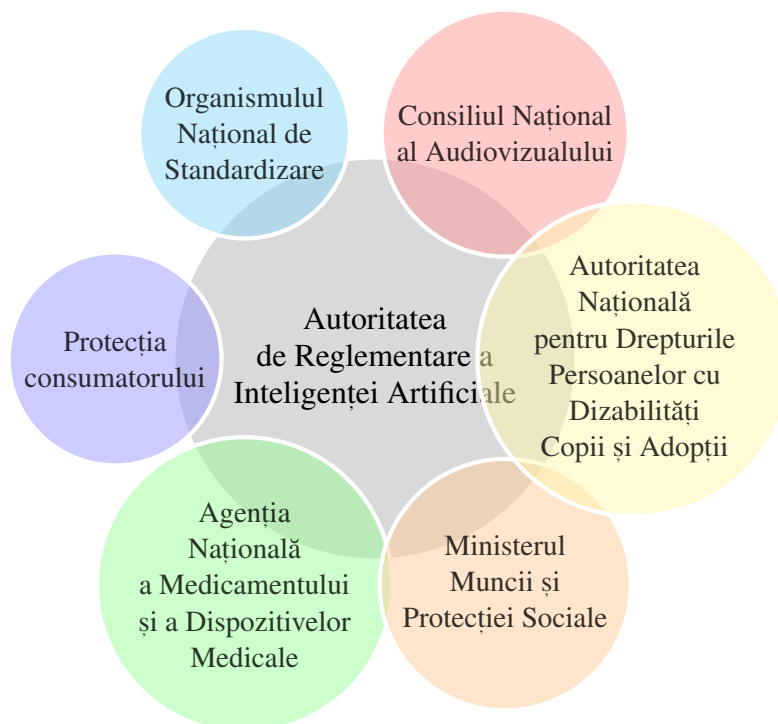 Organismulul
Național de
Standardizare
Consiliul Național
al Audiovizualului
Autoritatea
Națională
pentru Drepturile
Persoanelor cu
Dizabilități
Copii și Adopții
Autoritatea
de Reglementare a
Inteligenței Artificiale
Protecția
consumatorului
Agenția
Națională
a Medicamentului
și a Dispozitivelor
Medicale
Ministerul
Muncii și
Protecției Sociale